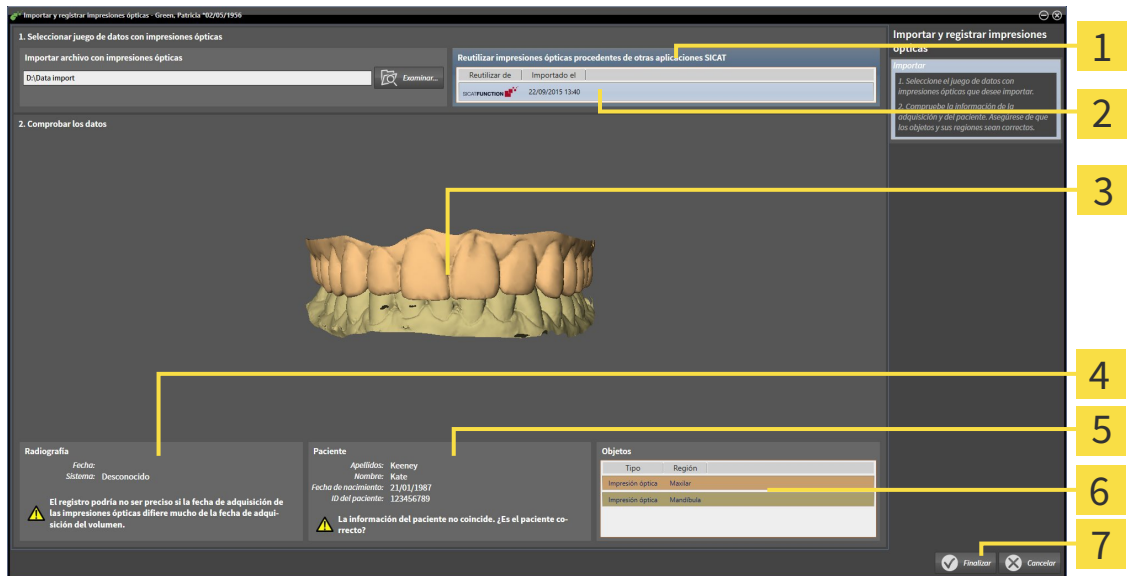 Importar y registrar impresiones ópticas - Green, Patricia *02/05/1956
1. Seleccionar juego de datos con impresiones ópticas
Importar archivo con impresiones ópticas
D:\Data import
Examinar...
Reutilizar impresiones ópticas procedentes de otras aplicaciones SICAT
Reutilizar de
Importado el
SICATFUNCTION
22/09/2015 13:40
2. Comprobar los datos
Radiografía
Fecha:
Sistema: Desconocido
El registro podría no ser preciso si la fecha de adquisición de
las impresiones ópticas difiere mucho de la fecha de adqui-
sición del volumen.
Paciente
Apellidos: Keeney
Nombre: Kate
Fecha de nacimiento: 21/01/1987
ID del paciente: 123456789
La información del paciente no coincide. ¿Es el paciente co-
rrecto?
Objetos
Tipo
Región
Impresión óptica Maxilar
Impresión óptica Mandíbula
Importar y registrar impresiones
ópticas
Importar
1. Seleccione el juego de datos con
impresiones ópticas que desee importar.
2. Compruebe la información de la
adquisición y del paciente. Asegúrese de que
los objetos y sus regiones sean correctos.
Finalizar
Cancelar
1
2
3
4
5
6
7